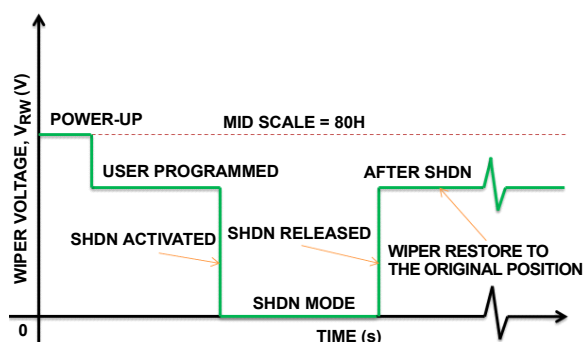 WIPER VOLTAGE, VRW (V)
POWER-UP
MID SCALE = 80H
USER PROGRAMMED
AFTER SHDN
SHDN ACTIVATED
SHDN RELEASED
WIPER RESTORE TO
THE ORIGINAL POSITION
SHDN MODE
0
TIME (s)